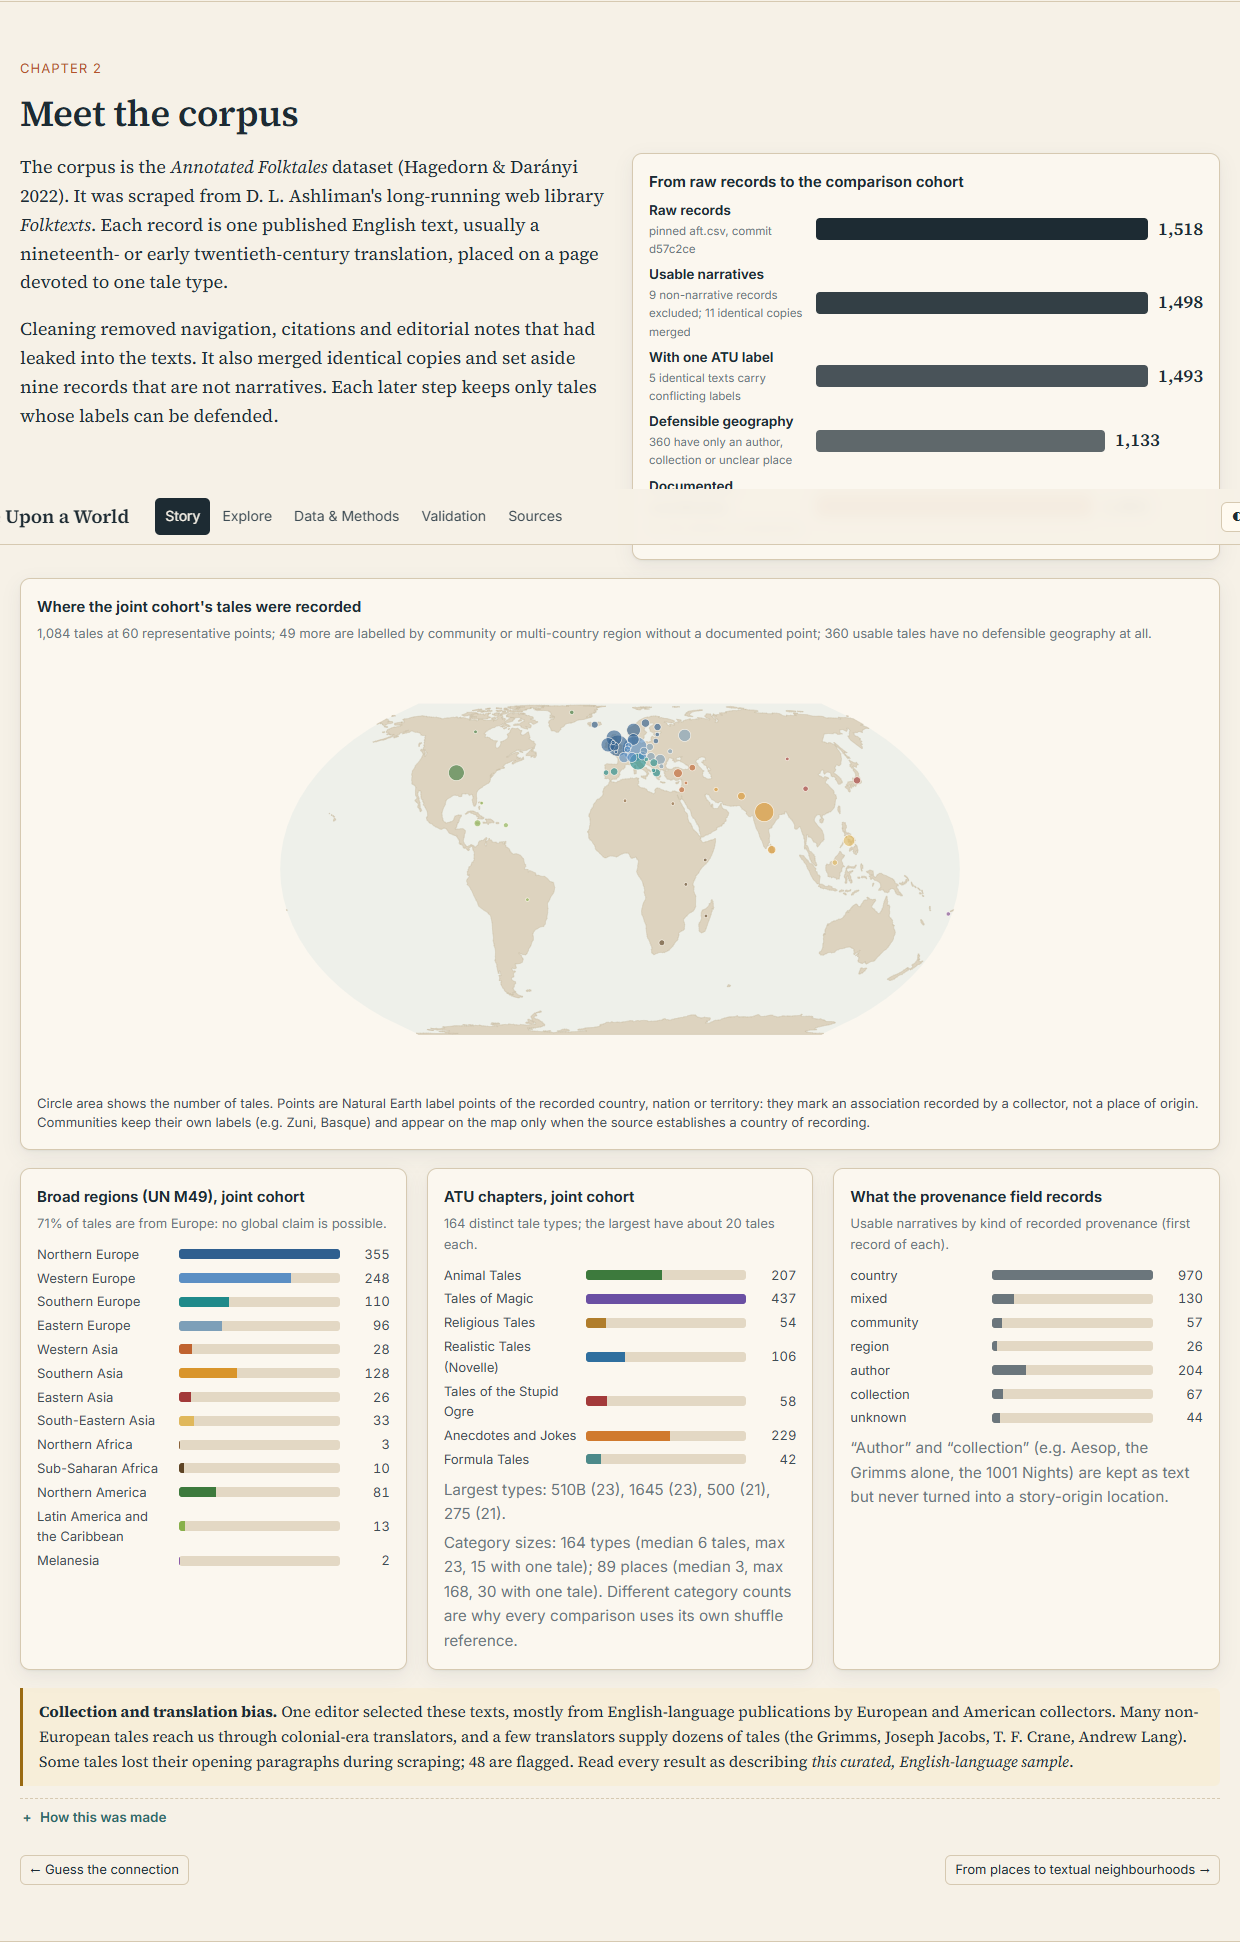 CHAPTER 2
Meet the corpus
The corpus is the Annotated Folktales dataset (Hagedorn & Darányi
2022). It was scraped from D. L. Ashliman's long-running web library
Folktexts. Each record is one published English text, usually a
nineteenth- or early twentieth-century translation, placed on a page
devoted to one tale type.
Cleaning removed navigation, citations and editorial notes that had
leaked into the texts. It also merged identical copies and set aside
nine records that are not narratives. Each later step keeps only tales
whose labels can be defended.
From raw records to the comparison cohort
Raw records
pinned aft.csv, commit
d57c2ce
1,518
Usable narratives
9 non-narrative records
excluded; 11 identical copies
merged
1,498
With one ATU label
5 identical texts carry
conflicting labels
1,493
Defensible geography
360 have only an author,
collection or unclear place
1,133
Documented
Upon a World
Story
Explore
Data & Methods
Validation
Sources
Where the joint cohort's tales were recorded
1,084 tales at 60 representative points; 49 more are labelled by community or multi-country region without a documented point; 360 usable tales have no defensible geography at all.
Circle area shows the number of tales. Points are Natural Earth label points of the recorded country, nation or territory: they mark an association recorded by a collector, not a place of origin.
Communities keep their own labels (e.g. Zuni, Basque) and appear on the map only when the source establishes a country of recording.
Broad regions (UN M49), joint cohort
71% of tales are from Europe: no global claim is possible.
Northern Europe 355
Western Europe 248
Southern Europe 110
Eastern Europe 96
Western Asia 28
Southern Asia 128
Eastern Asia 26
South-Eastern Asia 33
Northern Africa 3
Sub-Saharan Africa 10
Northern America 81
Latin America and
the Caribbean 13
Melanesia 2
ATU chapters, joint cohort
164 distinct tale types; the largest have about 20 tales
each.
Animal Tales 207
Tales of Magic 437
Religious Tales 54
Realistic Tales
(Novelle) 106
Tales of the Stupid
Ogre 58
Anecdotes and Jokes 229
Formula Tales 42
Largest types: 510B (23), 1645 (23), 500 (21),
275 (21).
Category sizes: 164 types (median 6 tales, max
23, 15 with one tale); 89 places (median 3, max
168, 30 with one tale). Different category counts
are why every comparison uses its own shuffle
reference.
What the provenance field records
Usable narratives by kind of recorded provenance (first
record of each).
country 970
mixed 130
community 57
region 26
author 204
collection 67
unknown 44
“Author” and “collection” (e.g. Aesop, the
Grimms alone, the 1001 Nights) are kept as text
but never turned into a story-origin location.
Collection and translation bias. One editor selected these texts, mostly from English-language publications by European and American collectors. Many non-
European tales reach us through colonial-era translators, and a few translators supply dozens of tales (the Grimms, Joseph Jacobs, T. F. Crane, Andrew Lang).
Some tales lost their opening paragraphs during scraping; 48 are flagged. Read every result as describing this curated, English-language sample.
+ How this was made
← Guess the connection
From places to textual neighbourhoods →